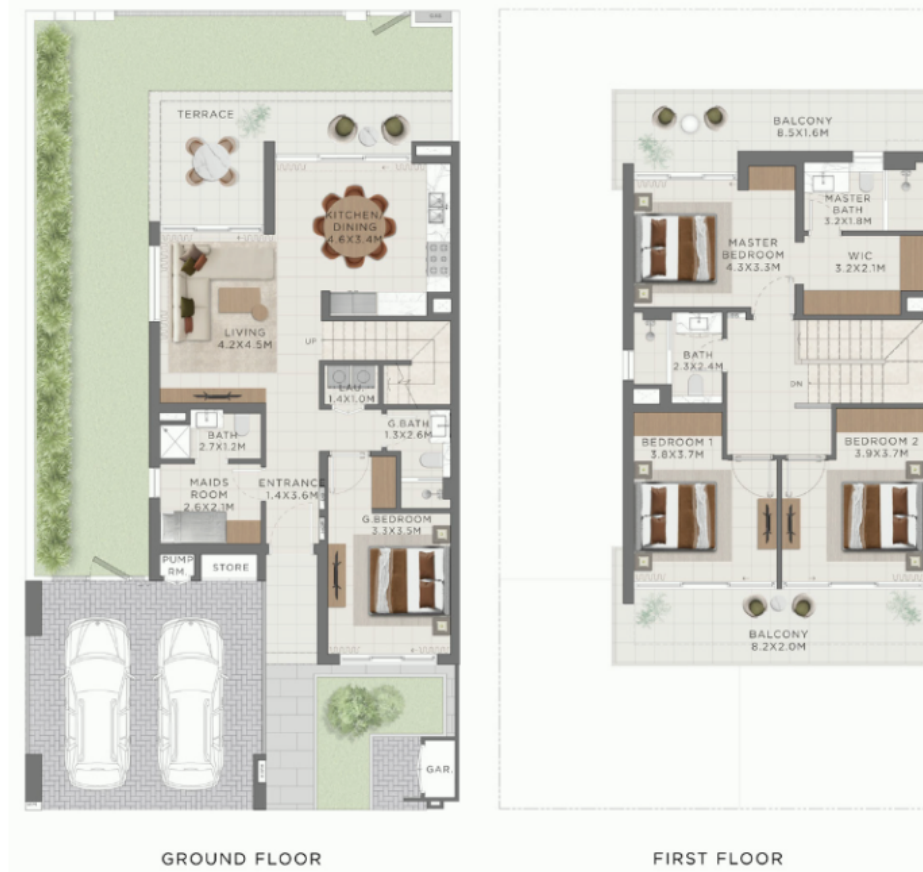 TERRACE
KITCHEN/
DINING
4.6X3.4M
LIVING
4.2X4.5M
UP
LAU.
1.4X1.0M
G.BATH
1.3X2.6M
BATH
2.7X1.2M
MAIDS
ROOM
2.6X2.1M
ENTRANCE
1.4X3.6M
G.BEDROOM
3.3X3.5M
PUMP
RM.
STORE
GAR.
GROUND FLOOR
BALCONY
8.5X1.6M
MASTER
BATH
3.2X1.8M
MASTER
BEDROOM
4.3X3.3M
WIC
3.2X2.1M
BATH
2.3X2.4M
DN
BEDROOM 1
3.8X3.7M
BEDROOM 2
3.9X3.7M
BALCONY
8.2X2.0M
FIRST FLOOR